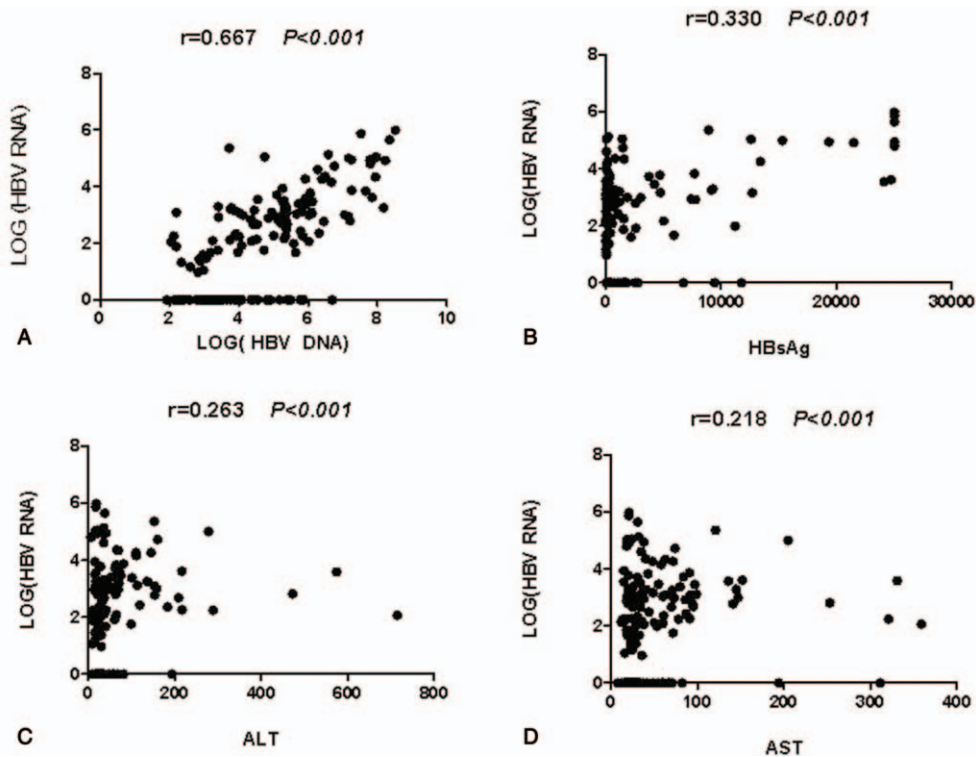 r=0.667 P<0.001
LOG (HBV RNA)
8
6
4
2
0
0 2 4 6 8 10
LOG( HBV DNA)
A
r=0.330 P<0.001
LOG(HBV RNA)
8
6
4
2
0
0 10000 20000 30000
HBsAg
B
r=0.263 P<0.001
LOG(HBV RNA)
8
6
4
2
0
0 200 400 600 800
ALT
C
r=0.218 P<0.001
LOG(HBV RNA)
8
6
4
2
0
0 100 200 300 400
AST
D